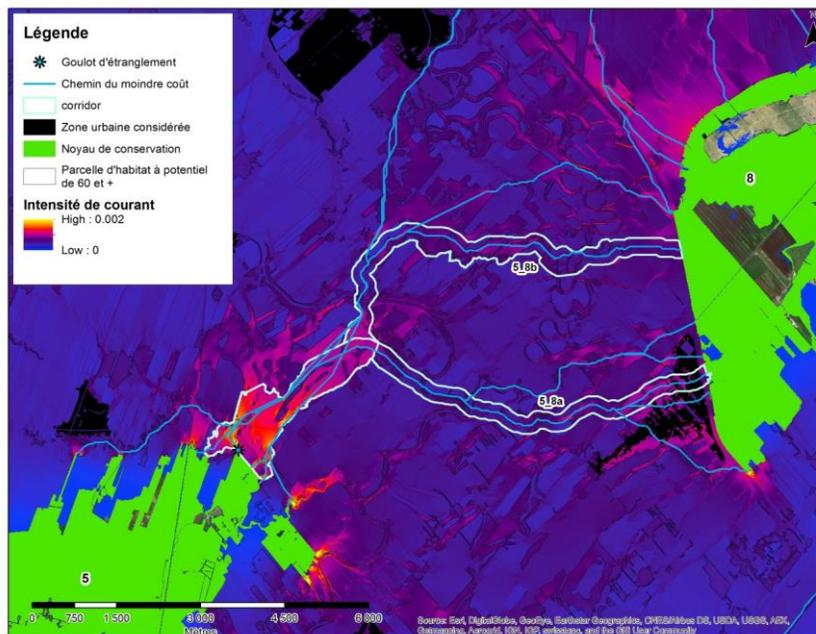 Légende
Goulot d'étranglement
Chemin du moindre coût
corridor
Zone urbaine considérée
Noyau de conservation
Parcelle d'habitat à potentiel
de 60 et +
Intensité de courant
High : 0.002
Low : 0
8
5_8b
5_8a
5
0 750 1 500 3 000 4 500 6 000
Mètres
Source: Esri, DigitalGlobe, GeoEye, Earthstar Geographics, CNES/Airbus DS, USDA, USGS, AEX,
Getmapping, Aerogrid, IGN, IGP, swisstopo, and the GIS User Community